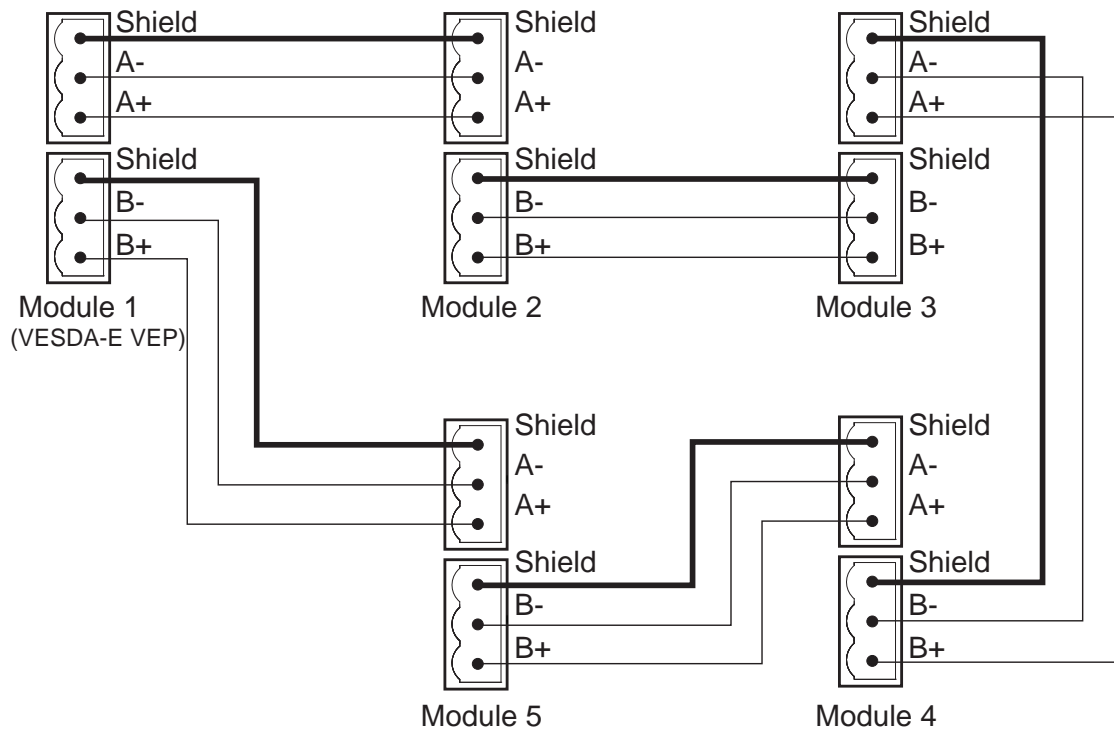 Shield
A-
A+
Shield
B-
B+
Module 1
(VESDA-E VEP)
Shield
A-
A+
Shield
B-
B+
Module 2
Shield
A-
A+
Shield
B-
B+
Module 3
Shield
A-
A+
Shield
B-
B+
Module 5
Shield
A-
A+
Shield
B-
B+
Module 4